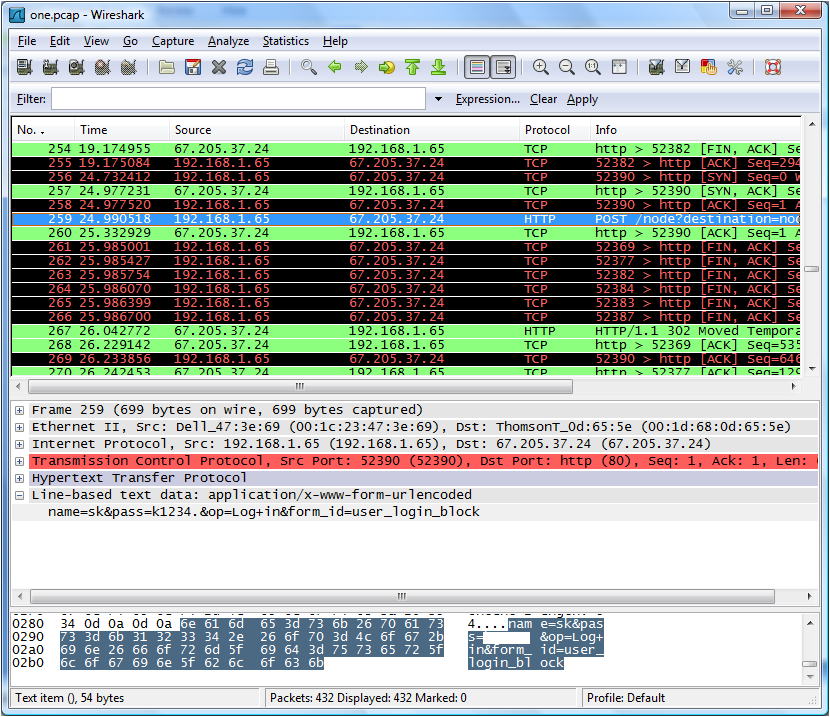 one.pcap - Wireshark
File Edit View Go Capture Analyze Statistics Help
Filter: Expression... Clear Apply
No. . Time Source Destination Protocol Info
254 19.174955 67.205.37.24 192.168.1.65 TCP http > 52382 [FIN, ACK] Se
255 19.175084 192.168.1.65 67.205.37.24 TCP 52382 > http [ACK] Seq=294
256 24.732412 192.168.1.65 67.205.37.24 TCP 52390 > http [SYN] Seq=0 W
257 24.977231 67.205.37.24 192.168.1.65 TCP http > 52390 [SYN, ACK] Se
258 24.977520 192.168.1.65 67.205.37.24 TCP 52390 > http [ACK] Seq=1 A
259 24.990518 192.168.1.65 67.205.37.24 HTTP POST /node?destination=nod
260 25.332929 67.205.37.24 192.168.1.65 TCP http > 52390 [ACK] Seq=1 A
261 25.985001 192.168.1.65 67.205.37.24 TCP 52369 > http [FIN, ACK] Se
262 25.985427 192.168.1.65 67.205.37.24 TCP 52377 > http [FIN, ACK] Se
263 25.985754 192.168.1.65 67.205.37.24 TCP 52382 > http [FIN, ACK] Se
264 25.986070 192.168.1.65 67.205.37.24 TCP 52384 > http [FIN, ACK] Se
265 25.986399 192.168.1.65 67.205.37.24 TCP 52383 > http [FIN, ACK] Se
266 25.986700 192.168.1.65 67.205.37.24 TCP 52387 > http [FIN, ACK] Se
267 26.042772 67.205.37.24 192.168.1.65 HTTP HTTP/1.1 302 Moved Tempora
268 26.229142 67.205.37.24 192.168.1.65 TCP http > 52369 [ACK] Seq=535
269 26.233856 192.168.1.65 67.205.37.24 TCP 52390 > http [ACK] Seq=646
270 26.242453 67.205.37.24 192.168.1.65 TCP http > 52377 [ACK] Seq=129
Frame 259 (699 bytes on wire, 699 bytes captured)
Ethernet II, Src: Dell_47:3e:69 (00:1c:23:47:3e:69), Dst: ThomsonT_0d:65:5e (00:1d:68:0d:65:5e)
Internet Protocol, Src: 192.168.1.65 (192.168.1.65), Dst: 67.205.37.24 (67.205.37.24)
Transmission Control Protocol, Src Port: 52390 (52390), Dst Port: http (80), Seq: 1, Ack: 1, Len:
Hypertext Transfer Protocol
Line-based text data: application/x-www-form-urlencoded
name=sk&pass=k1234.&op=Log+in&form_id=user_login_block
0280 34 0d 0a 0d 0a 6e 61 6d 65 3d 73 6b 26 70 61 73 4....nam e=sk&pas
0290 73 3d 6b 31 32 33 34 2e 26 6f 70 3d 4c 6f 67 2b s= &op=Log+
02a0 69 6e 26 66 6f 72 6d 5f 69 64 3d 75 73 65 72 5f in&form_ id=user_
02b0 6c 6f 67 69 6e 5f 62 6c 6f 63 6b login_bl ock
Text item (), 54 bytes Packets: 432 Displayed: 432 Marked: 0 Profile: Default